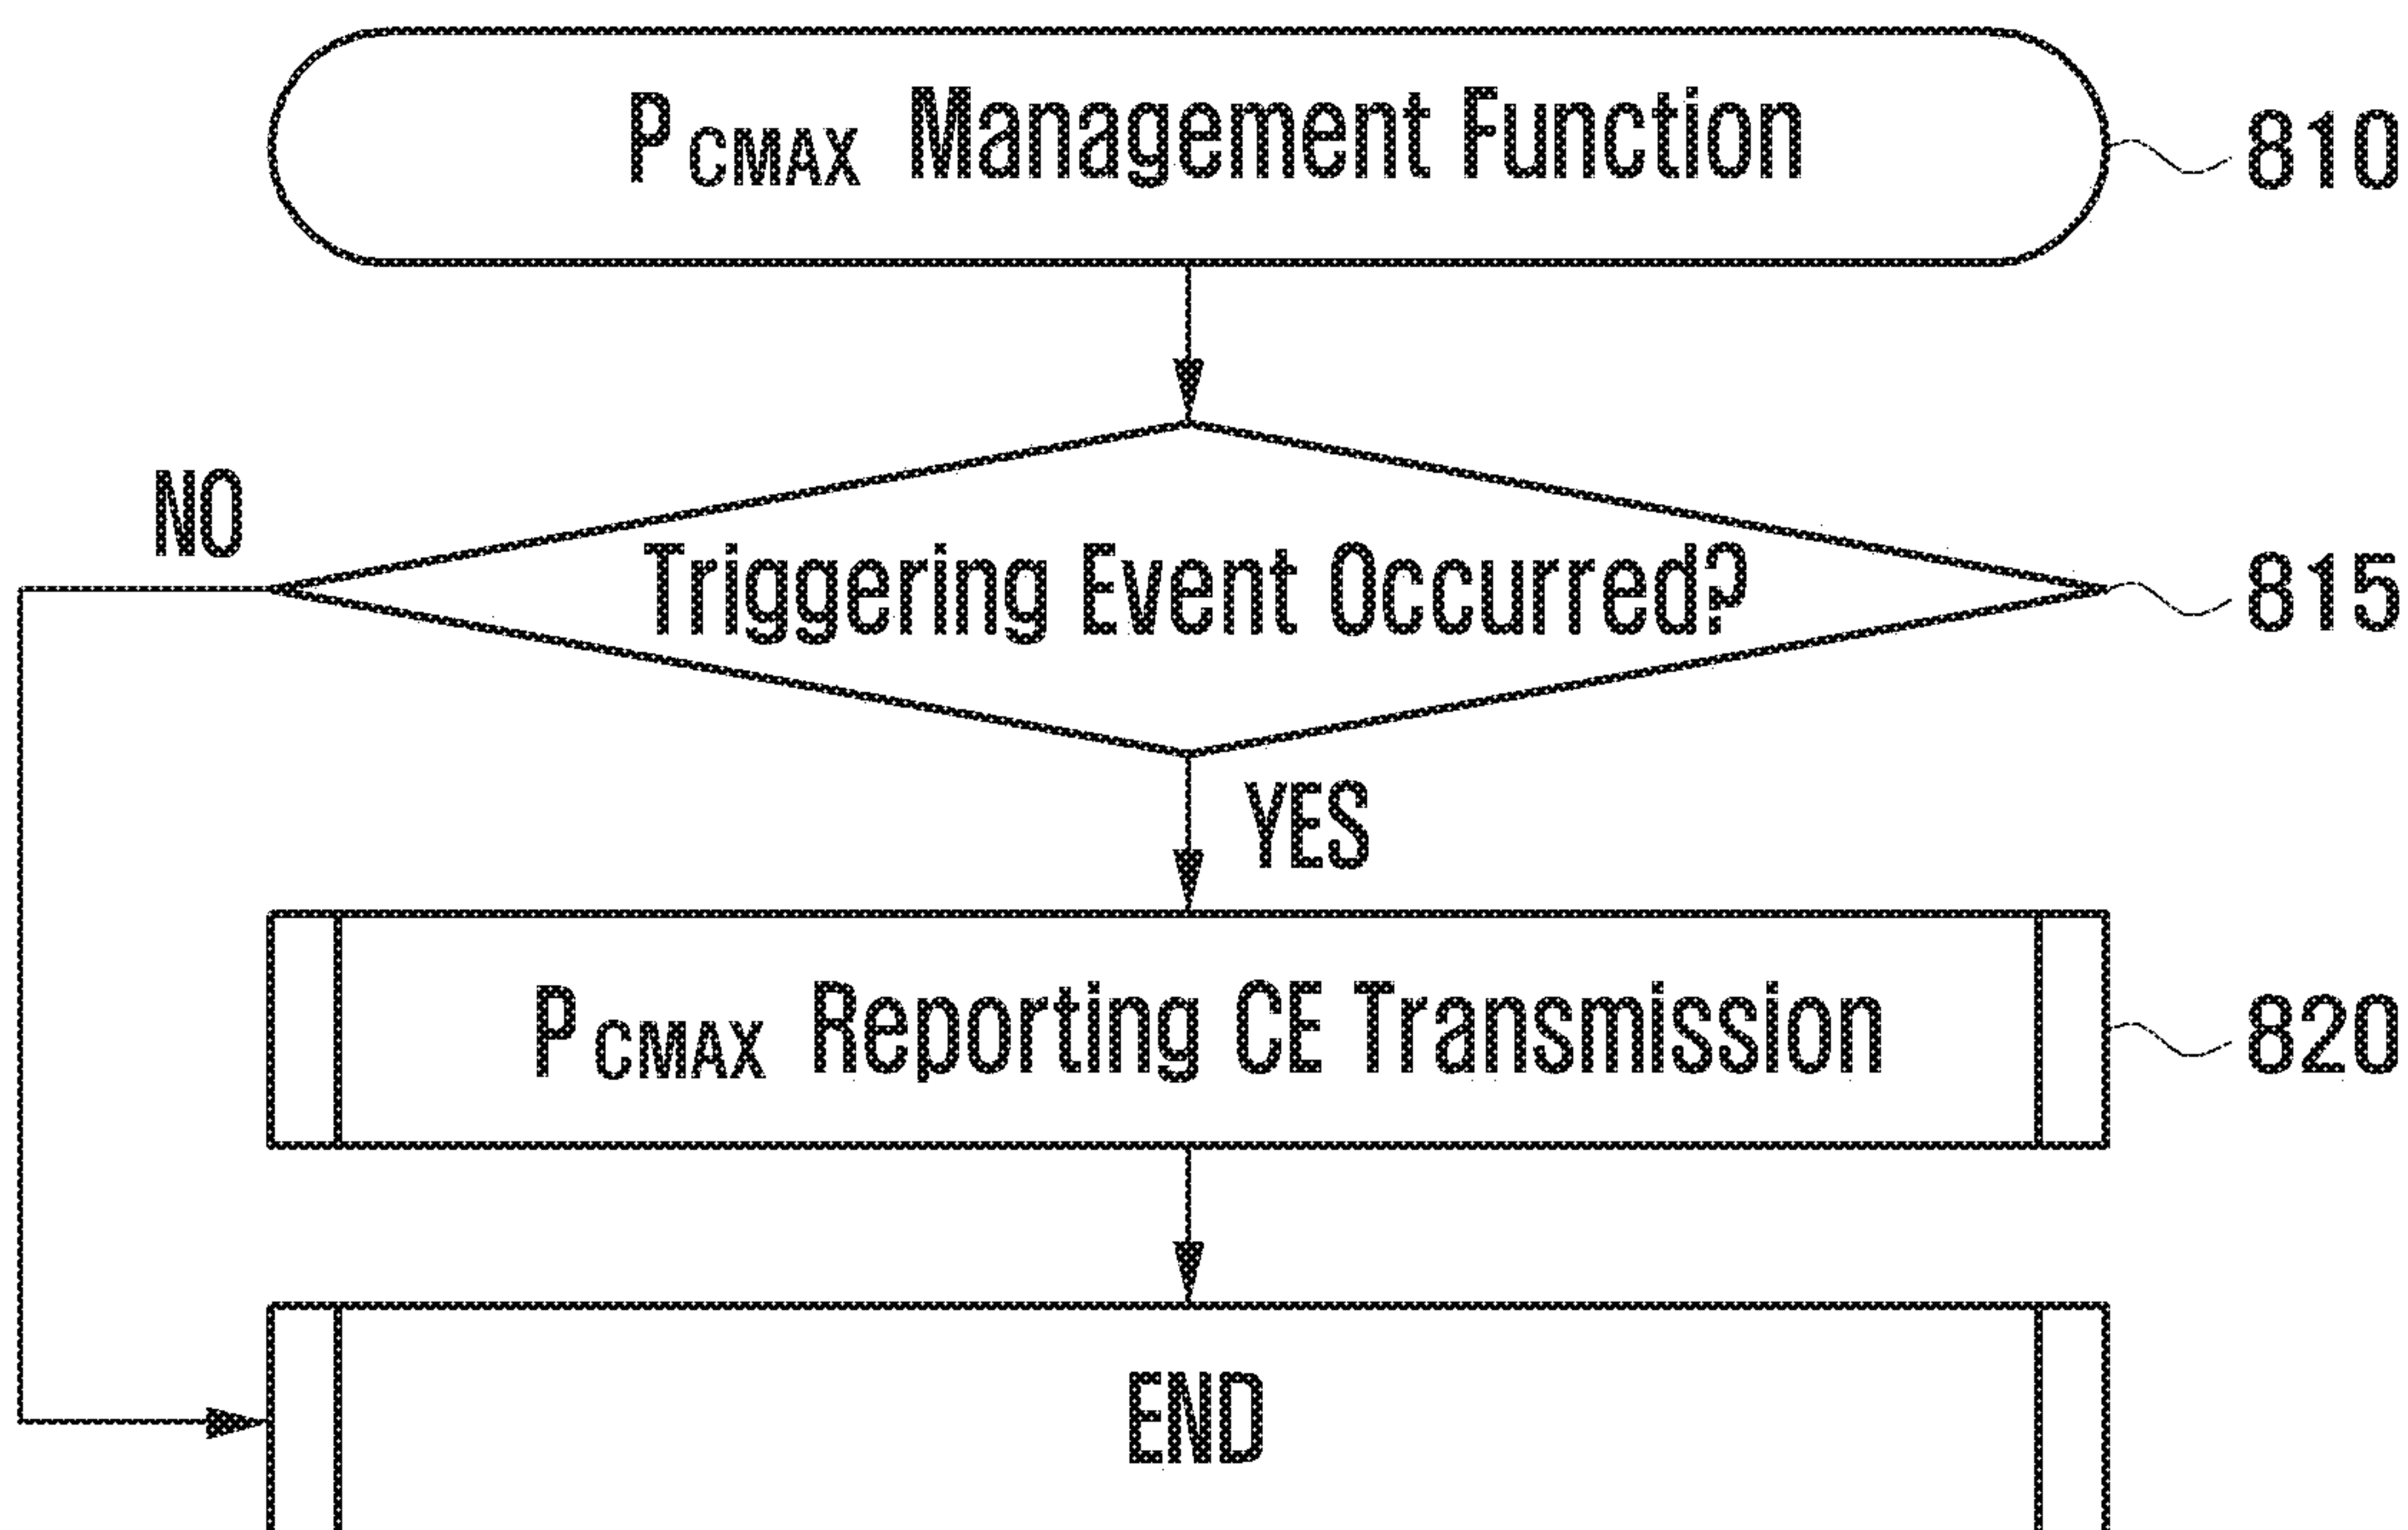 PCMAX Management Function
810
NO
Triggering Event Occurred?
815
YES
PCMAX Reporting CE Transmission
820
END